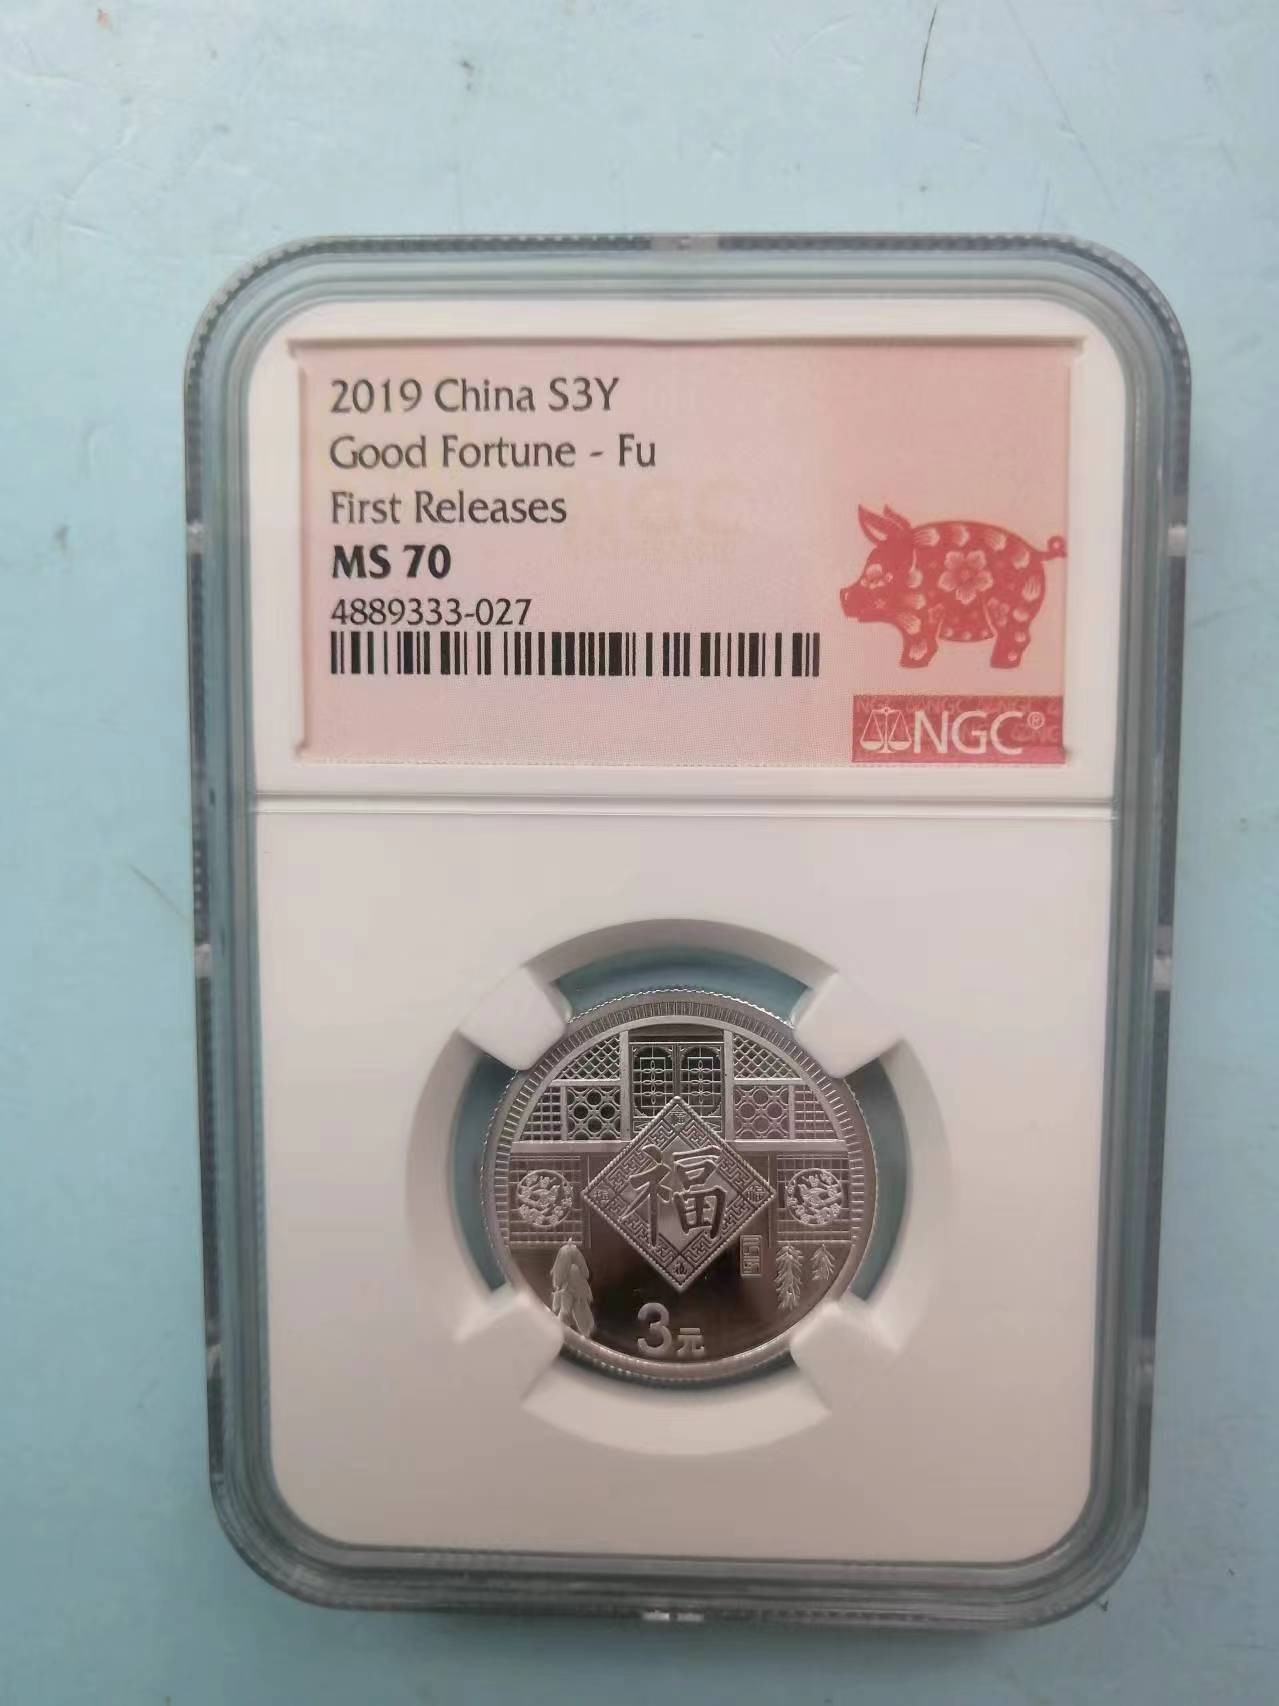 2019 China S3Y
Good Fortune - Fu
First Releases
MS 70
4889333-027
NGC®
福
3元